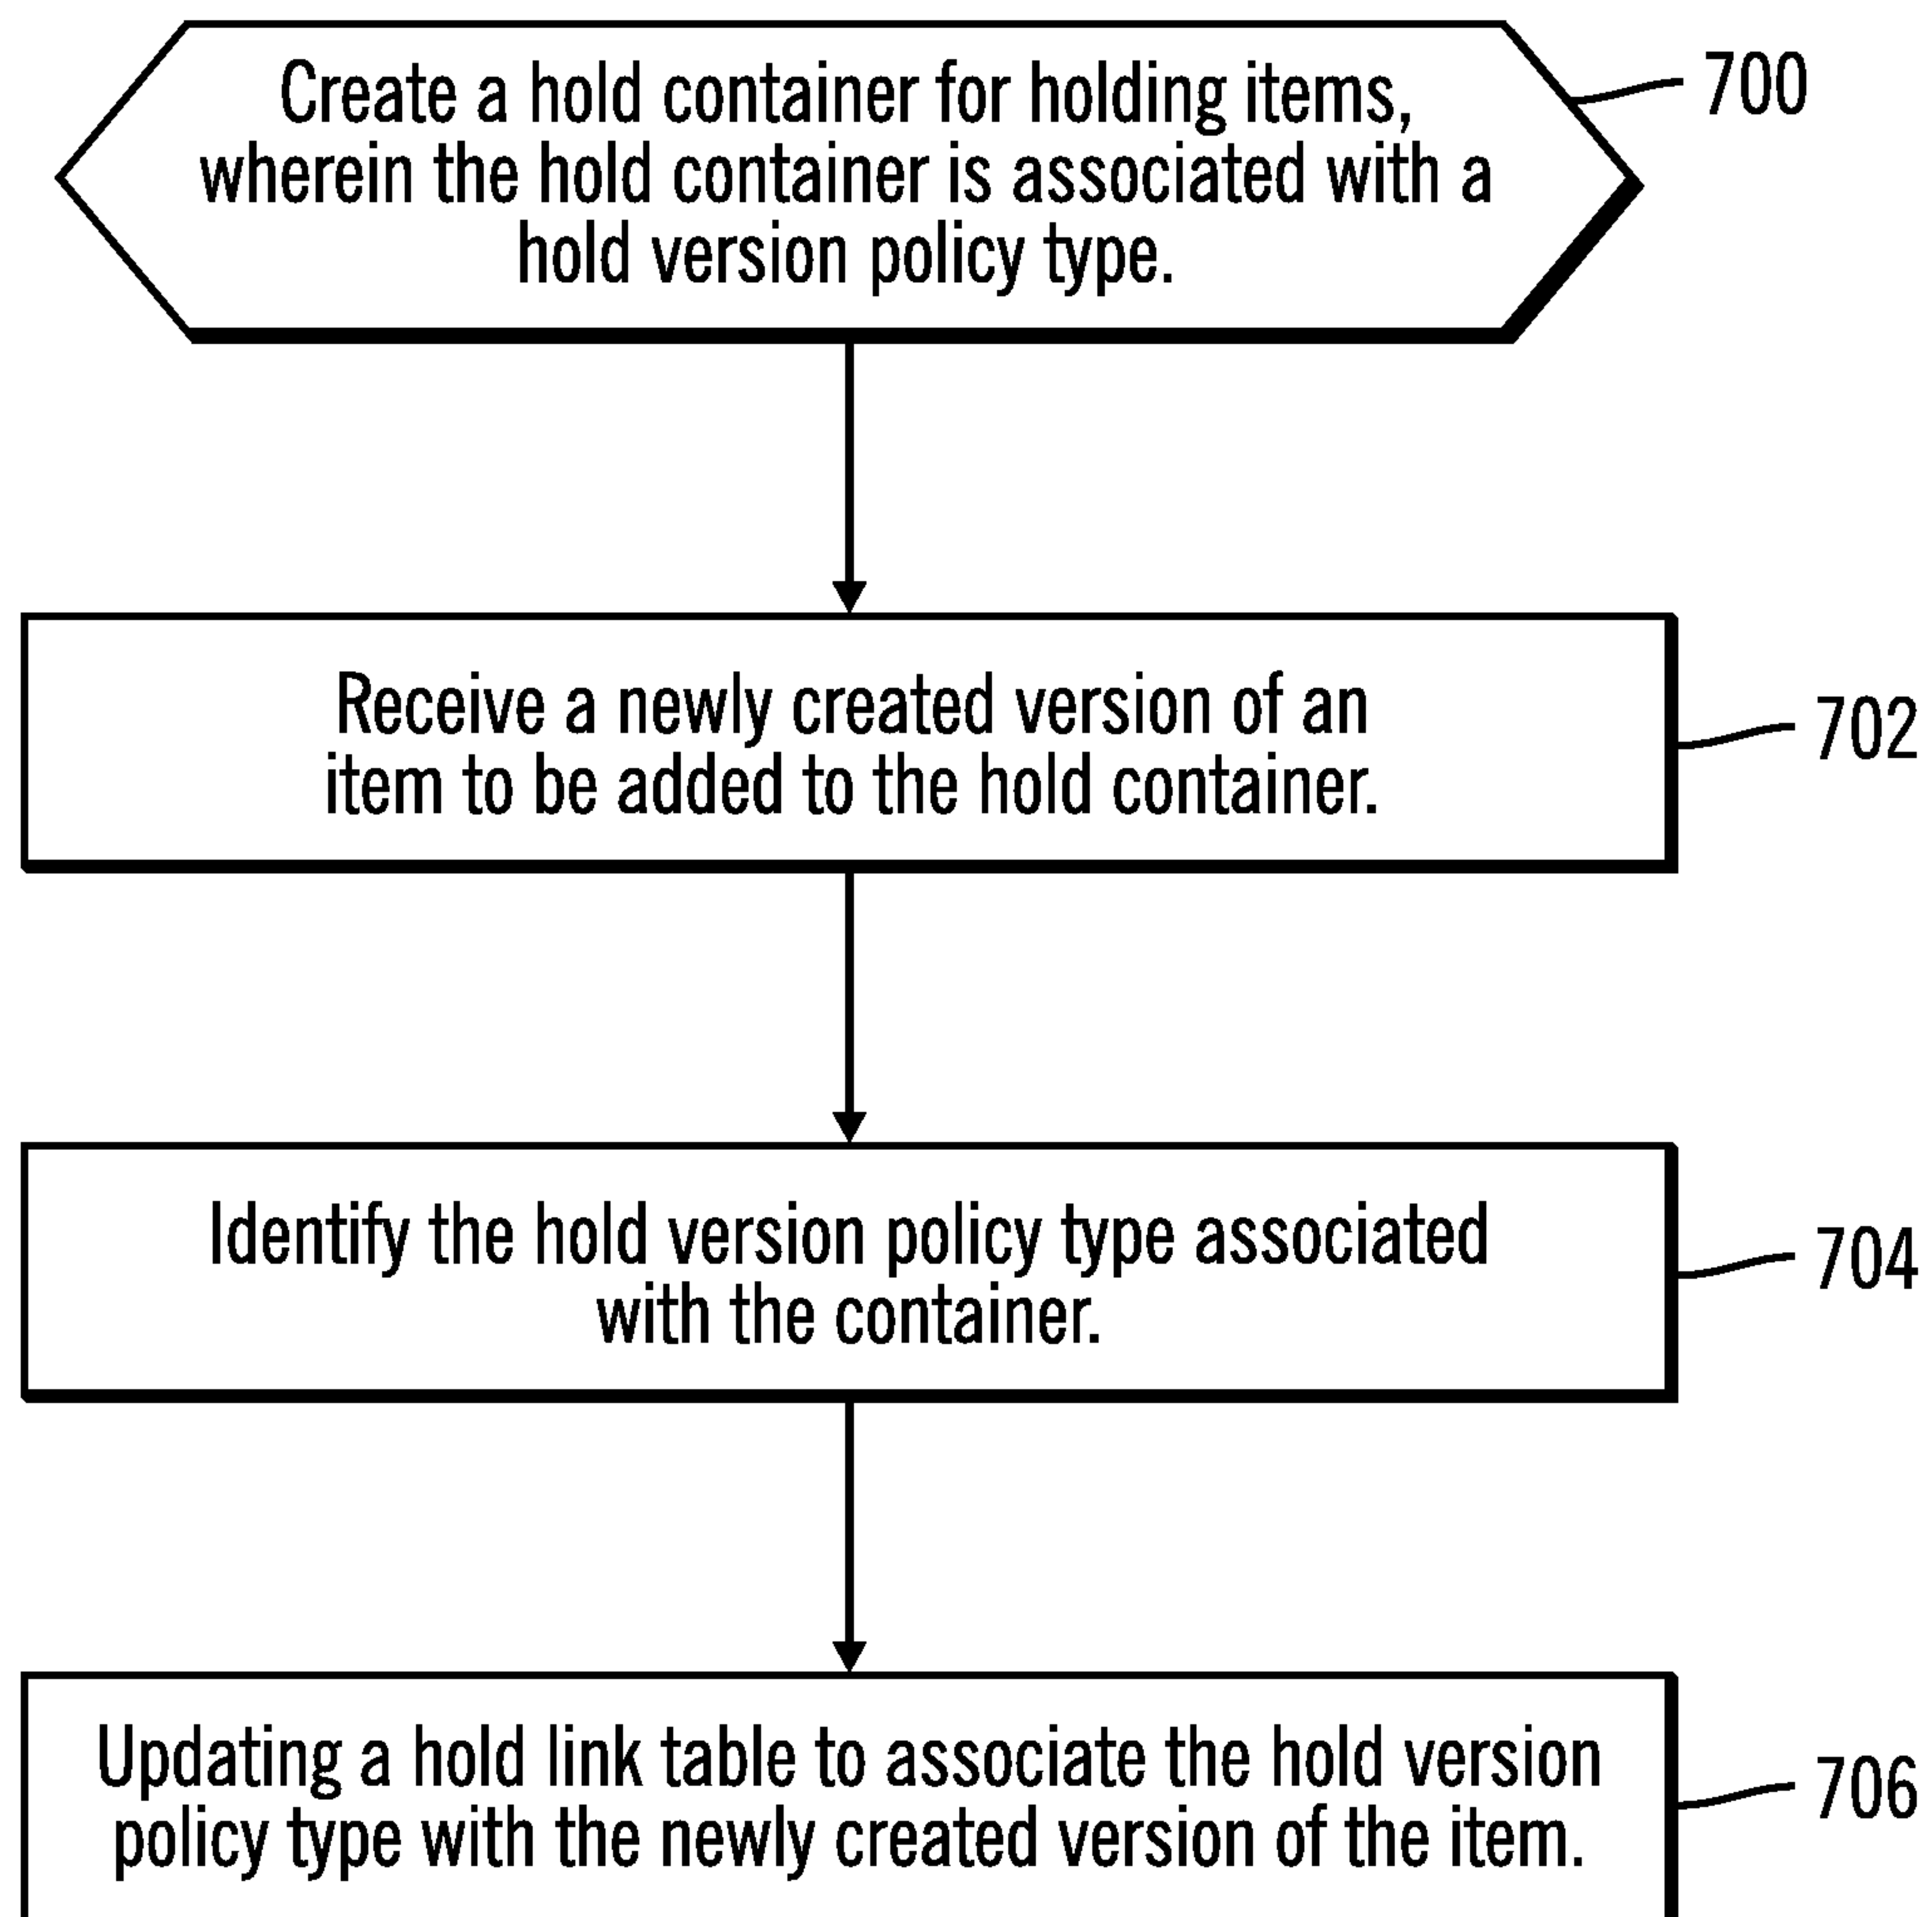 Create a hold container for holding items,
700
wherein the hold container is associated with a
hold version policy type.
Receive a newly created version of an
702
item to be added to the hold container.
Identify the hold version policy type associated
704
with the container.
Updating a hold link table to associate the hold version
706
policy type with the newly created version of the item.